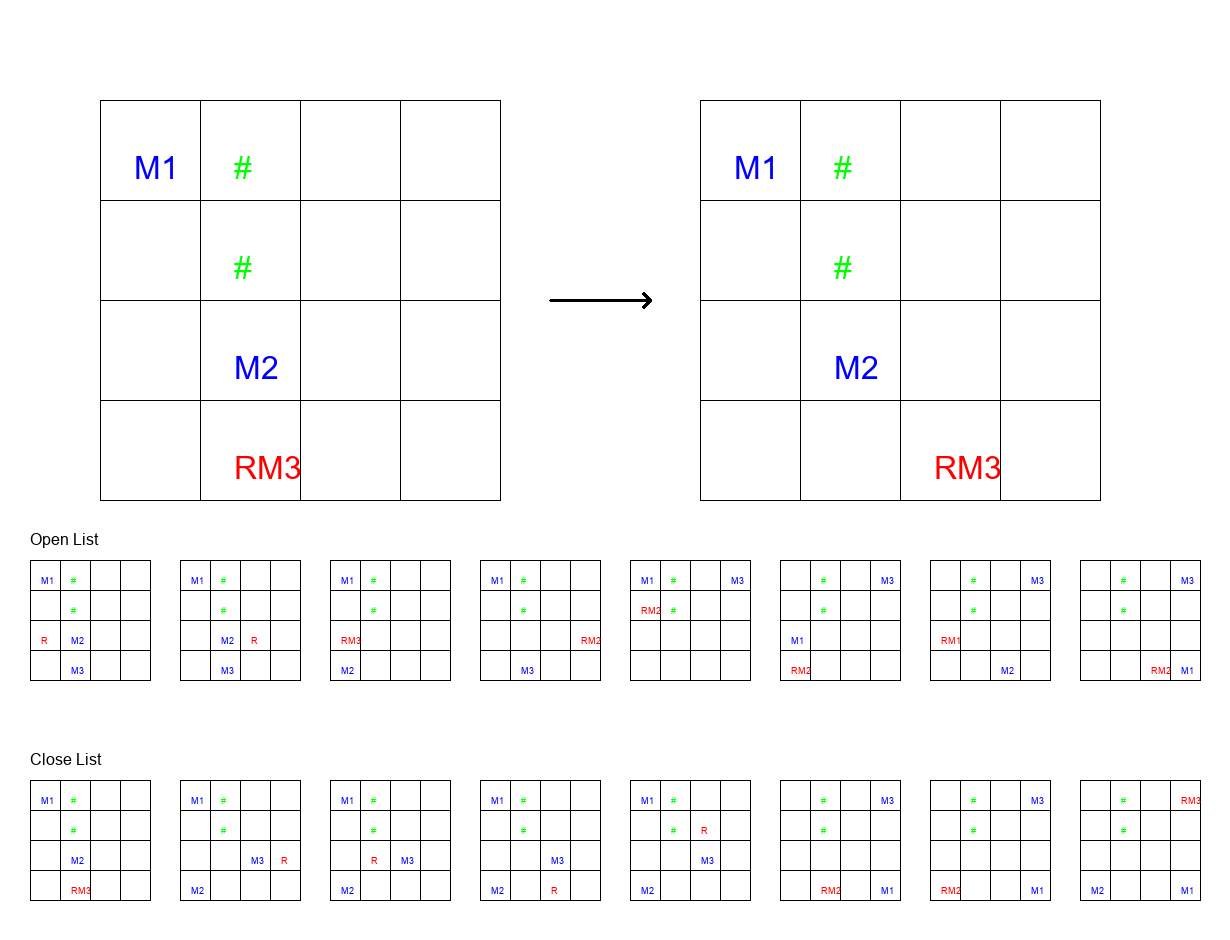 M1 # M1 #
# #
M2 M2
RM3 RM3
Open List
M1 # M1 # M1 # M1 # M1 # M3 # M3 # M3 # M3
# # # # RM2 # # # #
R M2 M2 R RM3 RM2 M1 RM1
M3 M3 M2 M3 RM2 M2 RM2 M1
Close List
M1 # M1 # M1 # M1 # M1 # # M3 # M3 # RM3
# # # # # R # # #
M2 M3 R R M3 M3 M3
RM3 M2 M2 M2 R M2 RM2 M1 RM2 M1 M2 M1